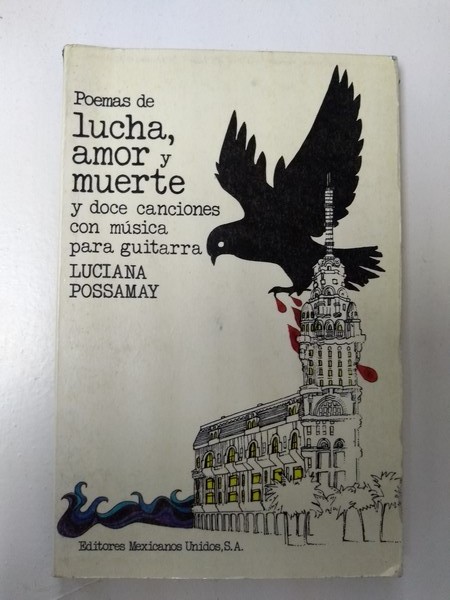 Poemas de
lucha,
amor y
muerte
y doce canciones
con música
para guitarra
LUCIANA
POSSAMAY
Editores Mexicanos Unidos, S.A.